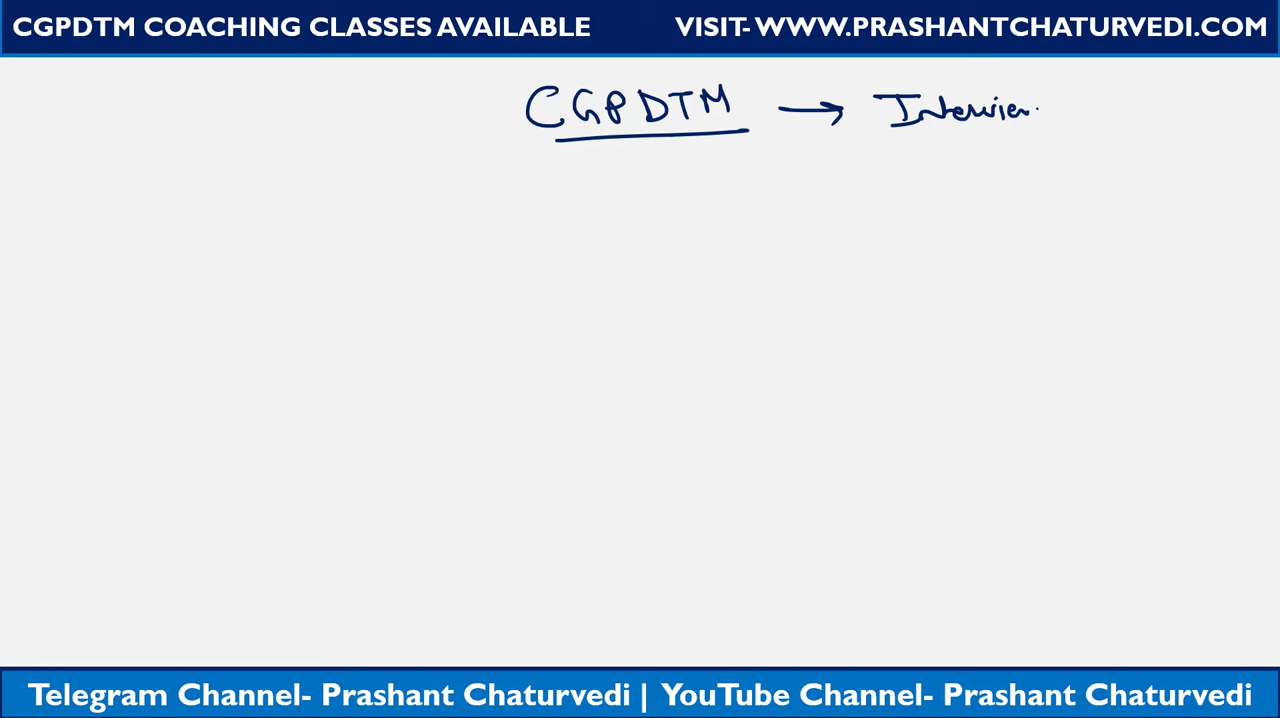 CGPDTM COACHING CLASSES AVAILABLE VISIT- WWW.PRASHANTCHATURVEDI.COM
CGPDTM → Interview
Telegram Channel- Prashant Chaturvedi | YouTube Channel- Prashant Chaturvedi